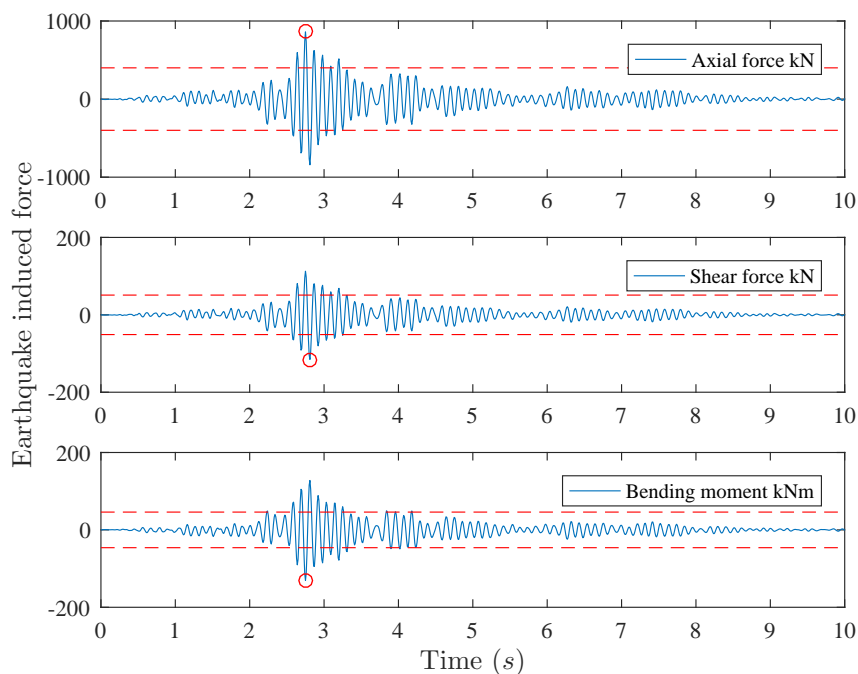 Earthquake induced force
1000
0
-1000
Axial force kN
0 1 2 3 4 5 6 7 8 9 10
200
0
-200
Shear force kN
0 1 2 3 4 5 6 7 8 9 10
200
0
-200
Bending moment kNm
0 1 2 3 4 5 6 7 8 9 10
Time (s)